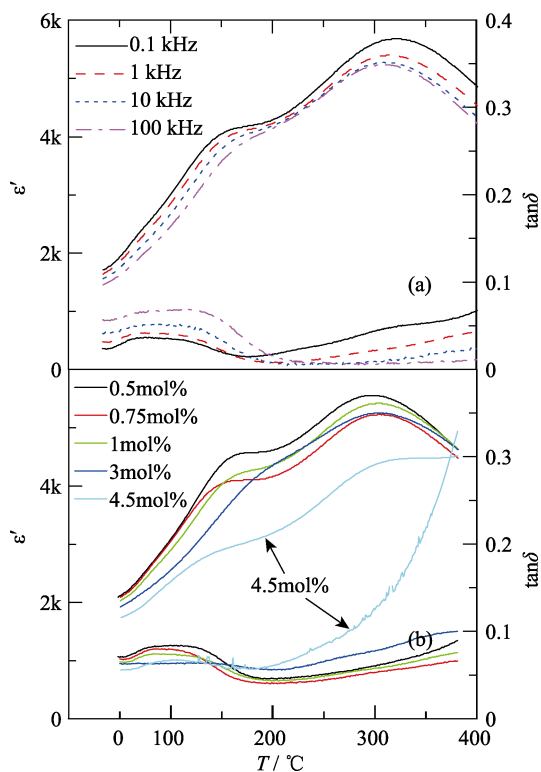 6k
4k
2k
0
ε′
0.1 kHz
1 kHz
10 kHz
100 kHz
(a)
0.4
0.3
0.2
0.1
0
tanδ
0.5mol%
0.75mol%
1mol%
3mol%
4.5mol%
4k
2k
0
ε′
4.5mol%
(b)
0.3
0.2
0.1
0
tanδ
0 100 200 300 400
T / ℃